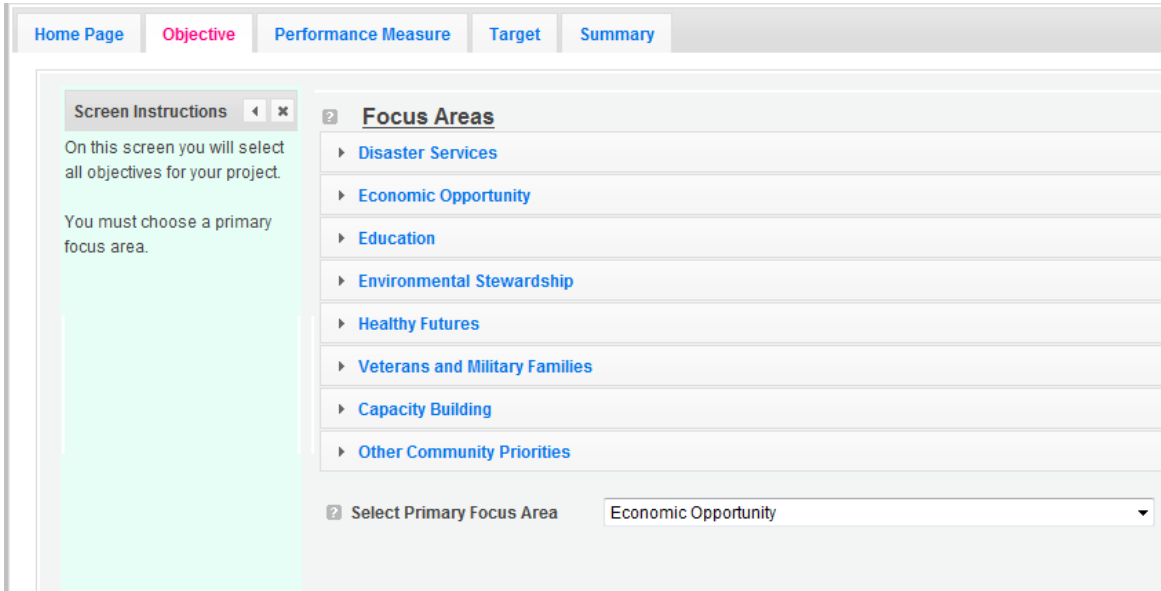 Home Page Objective Performance Measure Target Summary
Screen Instructions
On this screen you will select
all objectives for your project.
You must choose a primary
focus area.
Focus Areas
Disaster Services
Economic Opportunity
Education
Environmental Stewardship
Healthy Futures
Veterans and Military Families
Capacity Building
Other Community Priorities
Select Primary Focus Area Economic Opportunity